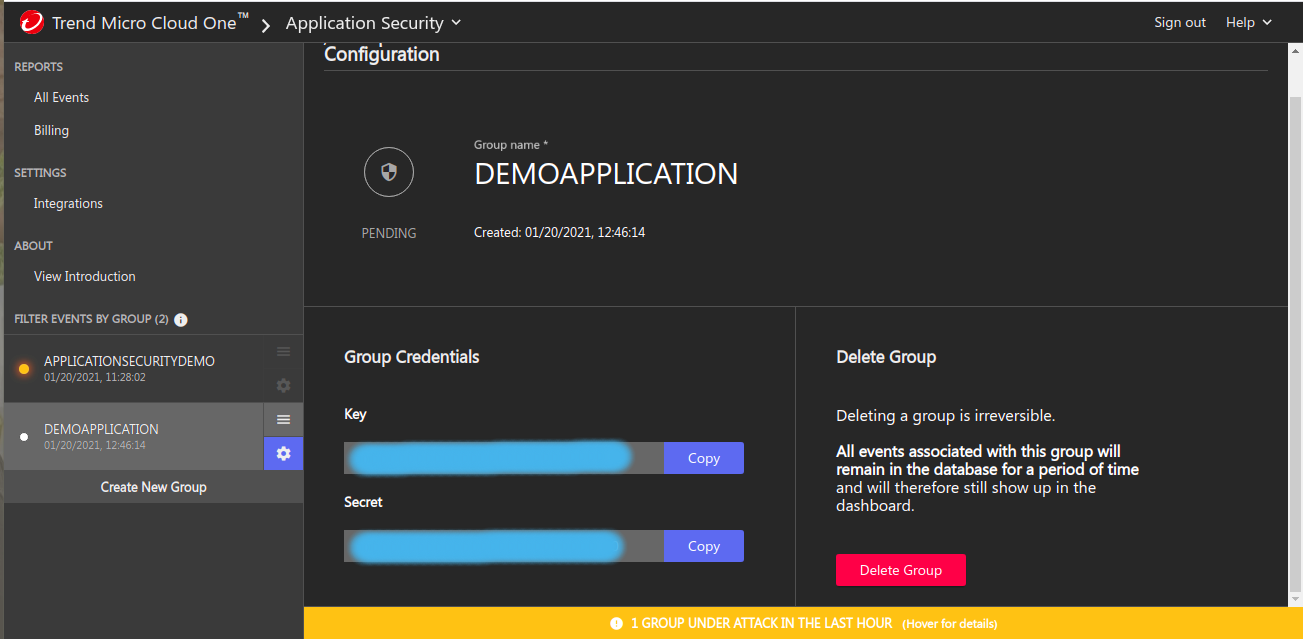 Trend Micro Cloud One™ Application Security
Sign out Help
REPORTS
All Events
Billing
SETTINGS
Integrations
ABOUT
View Introduction
FILTER EVENTS BY GROUP (2)
APPLICATIONSECURITYDEMO
01/20/2021, 11:28:02
DEMOAPPLICATION
01/20/2021, 12:46:14
Create New Group
Configuration
Group name *
DEMOAPPLICATION
PENDING
Created: 01/20/2021, 12:46:14
Group Credentials
Key
Copy
Secret
Copy
Delete Group
Deleting a group is irreversible.
All events associated with this group will
remain in the database for a period of time
and will therefore still show up in the
dashboard.
Delete Group
1 GROUP UNDER ATTACK IN THE LAST HOUR (Hover for details)